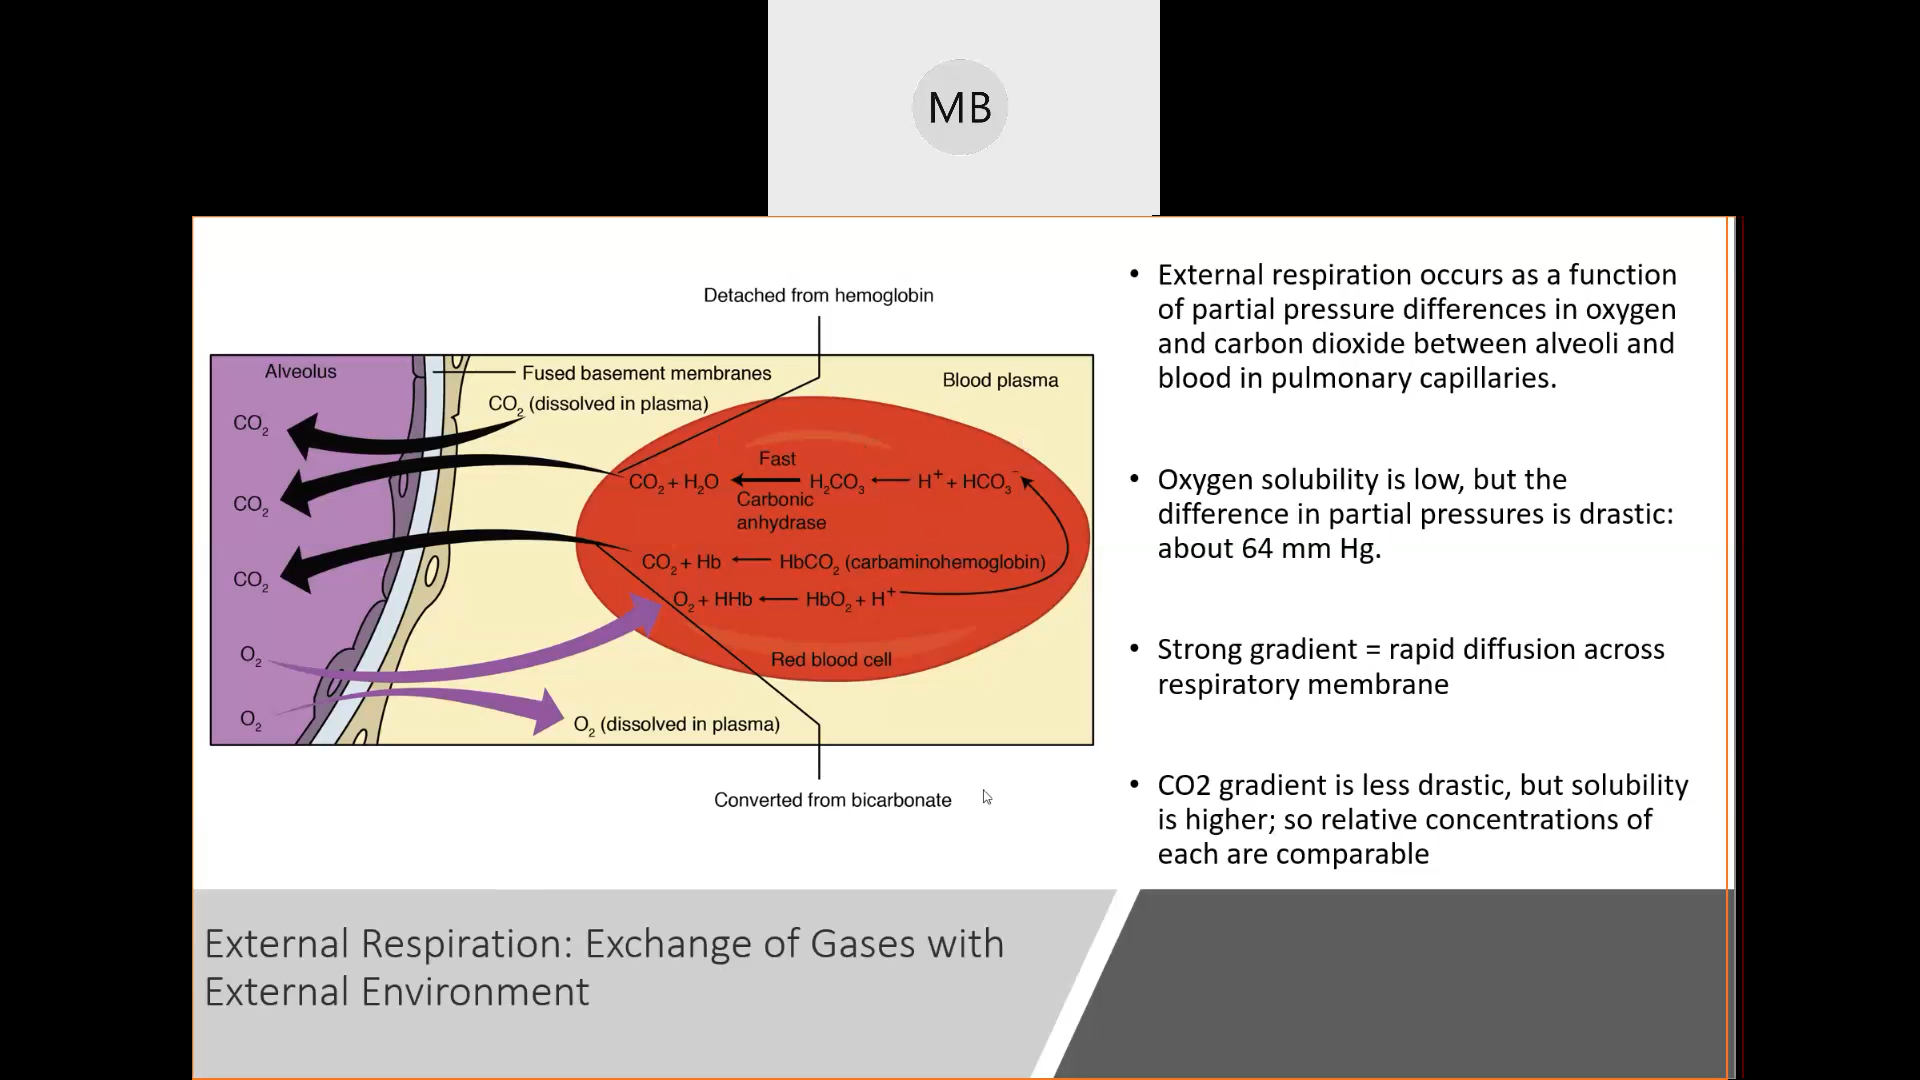 MB
Detached from hemoglobin
Alveolus
Fused basement membranes
Blood plasma
CO₂ (dissolved in plasma)
CO₂
Fast
CO₂ + H₂O H₂CO₃ H⁺ + HCO₃⁻
Carbonic
anhydrase
CO₂
CO₂ + Hb HbCO₂ (carbaminohemoglobin)
CO₂
O₂ + HHb HbO₂ + H⁺
O₂
Red blood cell
O₂
O₂ (dissolved in plasma)
Converted from bicarbonate
• External respiration occurs as a function
of partial pressure differences in oxygen
and carbon dioxide between alveoli and
blood in pulmonary capillaries.
• Oxygen solubility is low, but the
difference in partial pressures is drastic:
about 64 mm Hg.
• Strong gradient = rapid diffusion across
respiratory membrane
• CO2 gradient is less drastic, but solubility
is higher; so relative concentrations of
each are comparable
External Respiration: Exchange of Gases with
External Environment